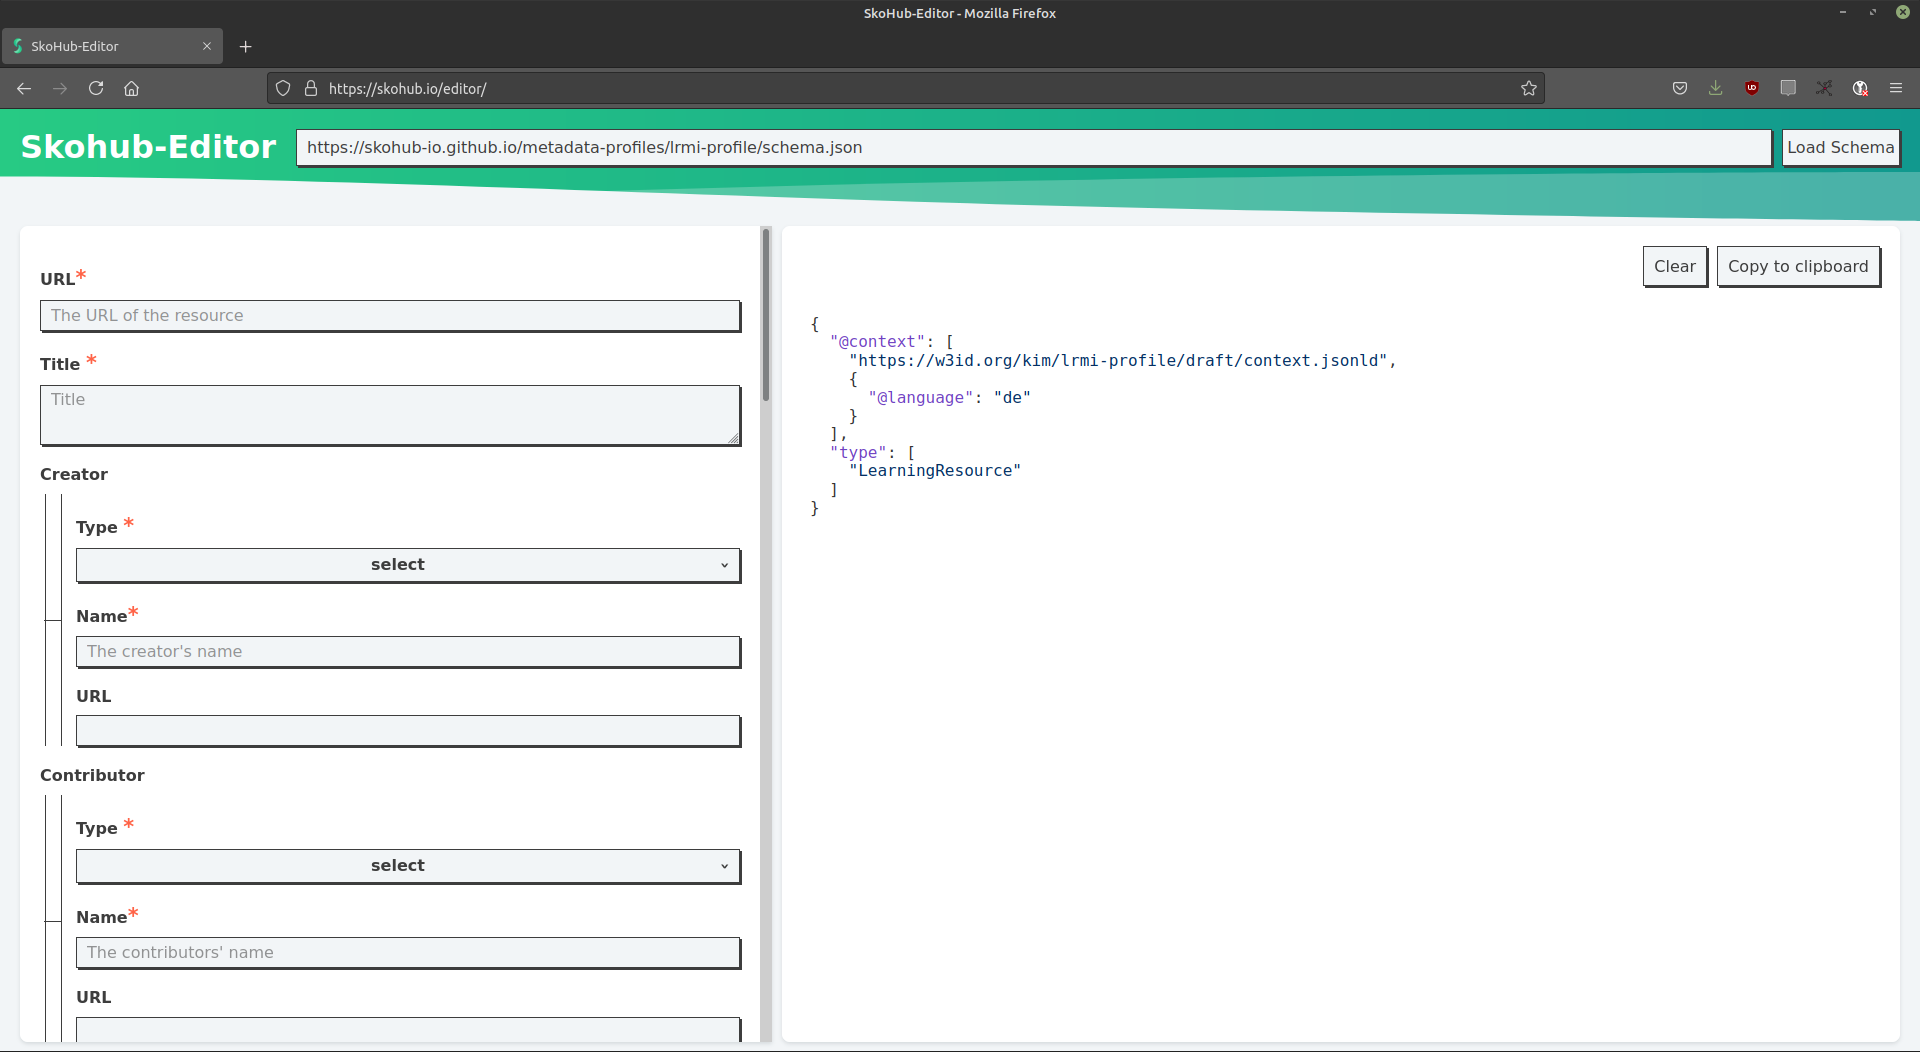 SkoHub-Editor - Mozilla Firefox
SkoHub-Editor
https://skohub.io/editor/
Skohub-Editor
https://skohub-io.github.io/metadata-profiles/lrmi-profile/schema.json
Load Schema
URL*
The URL of the resource
Title *
Title
Creator
Type *
select
Name*
The creator's name
URL
Contributor
Type *
select
Name*
The contributors' name
URL
Clear
Copy to clipboard
{
"@context": [
"https://w3id.org/kim/lrmi-profile/draft/context.jsonld",
{
"@language": "de"
}
],
"type": [
"LearningResource"
]
}